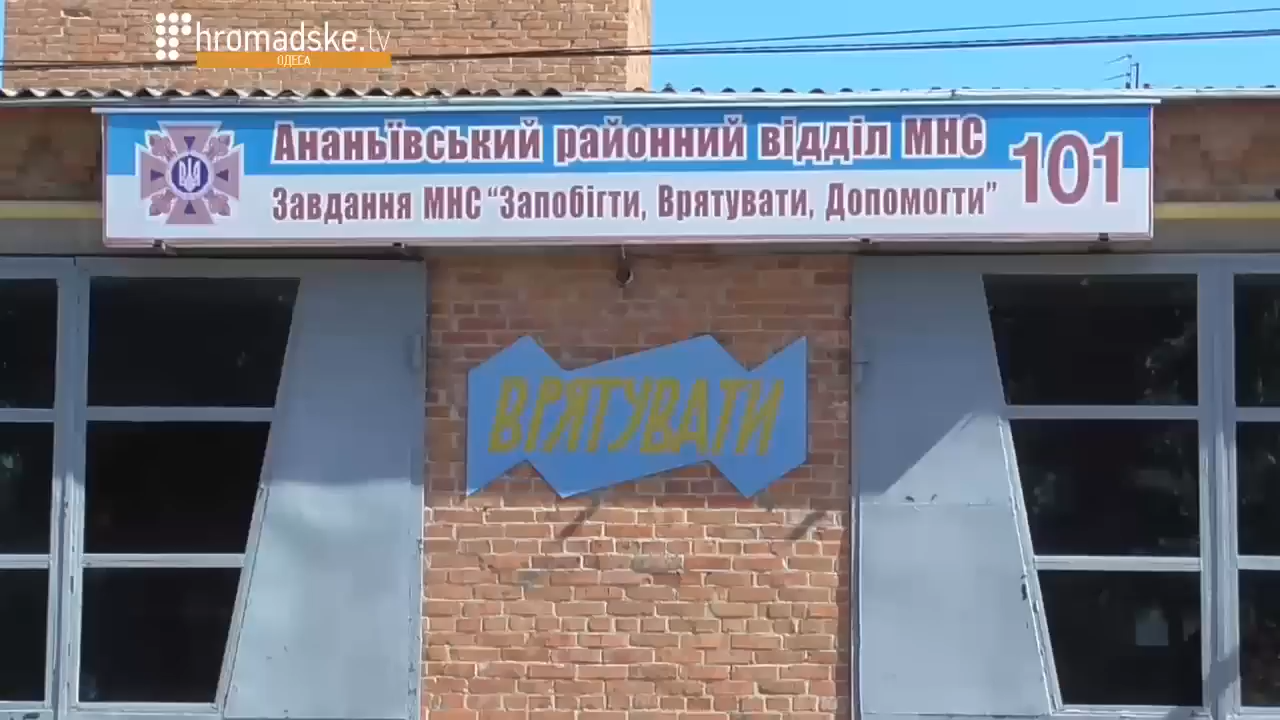 hromadske.tv
ОДЕСА
Ананьївський районний відділ МНС
Завдання МНС "Запобігти, Врятувати, Допомогти"
101
ВРЯТУВАТИ